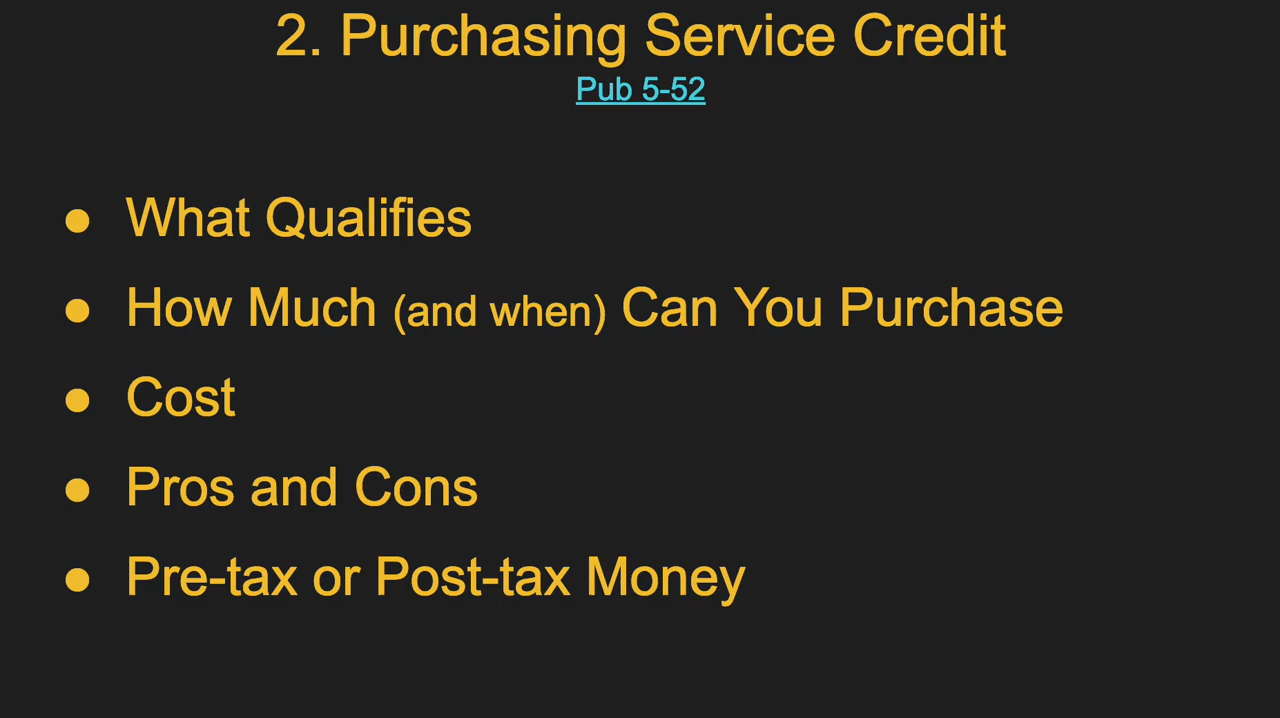 2. Purchasing Service Credit
Pub 5-52
● What Qualifies
● How Much (and when) Can You Purchase
● Cost
● Pros and Cons
● Pre-tax or Post-tax Money